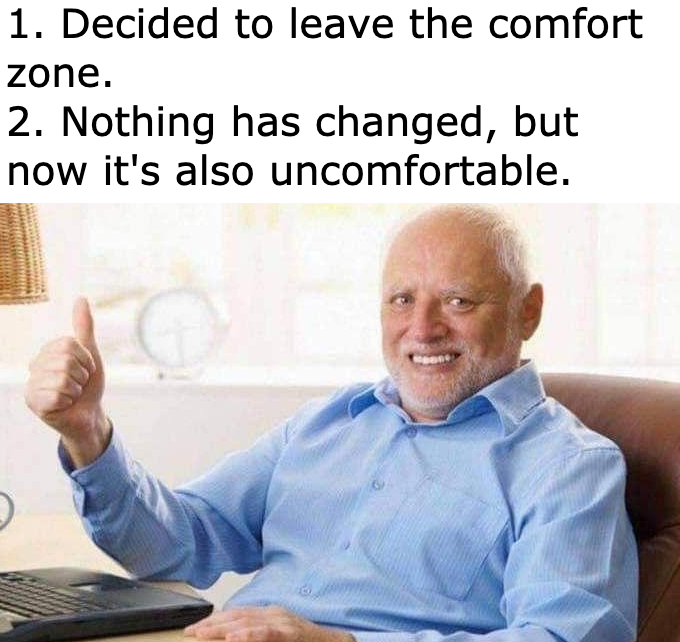 1. Decided to leave the comfort
zone.
2. Nothing has changed, but
now it's also uncomfortable.